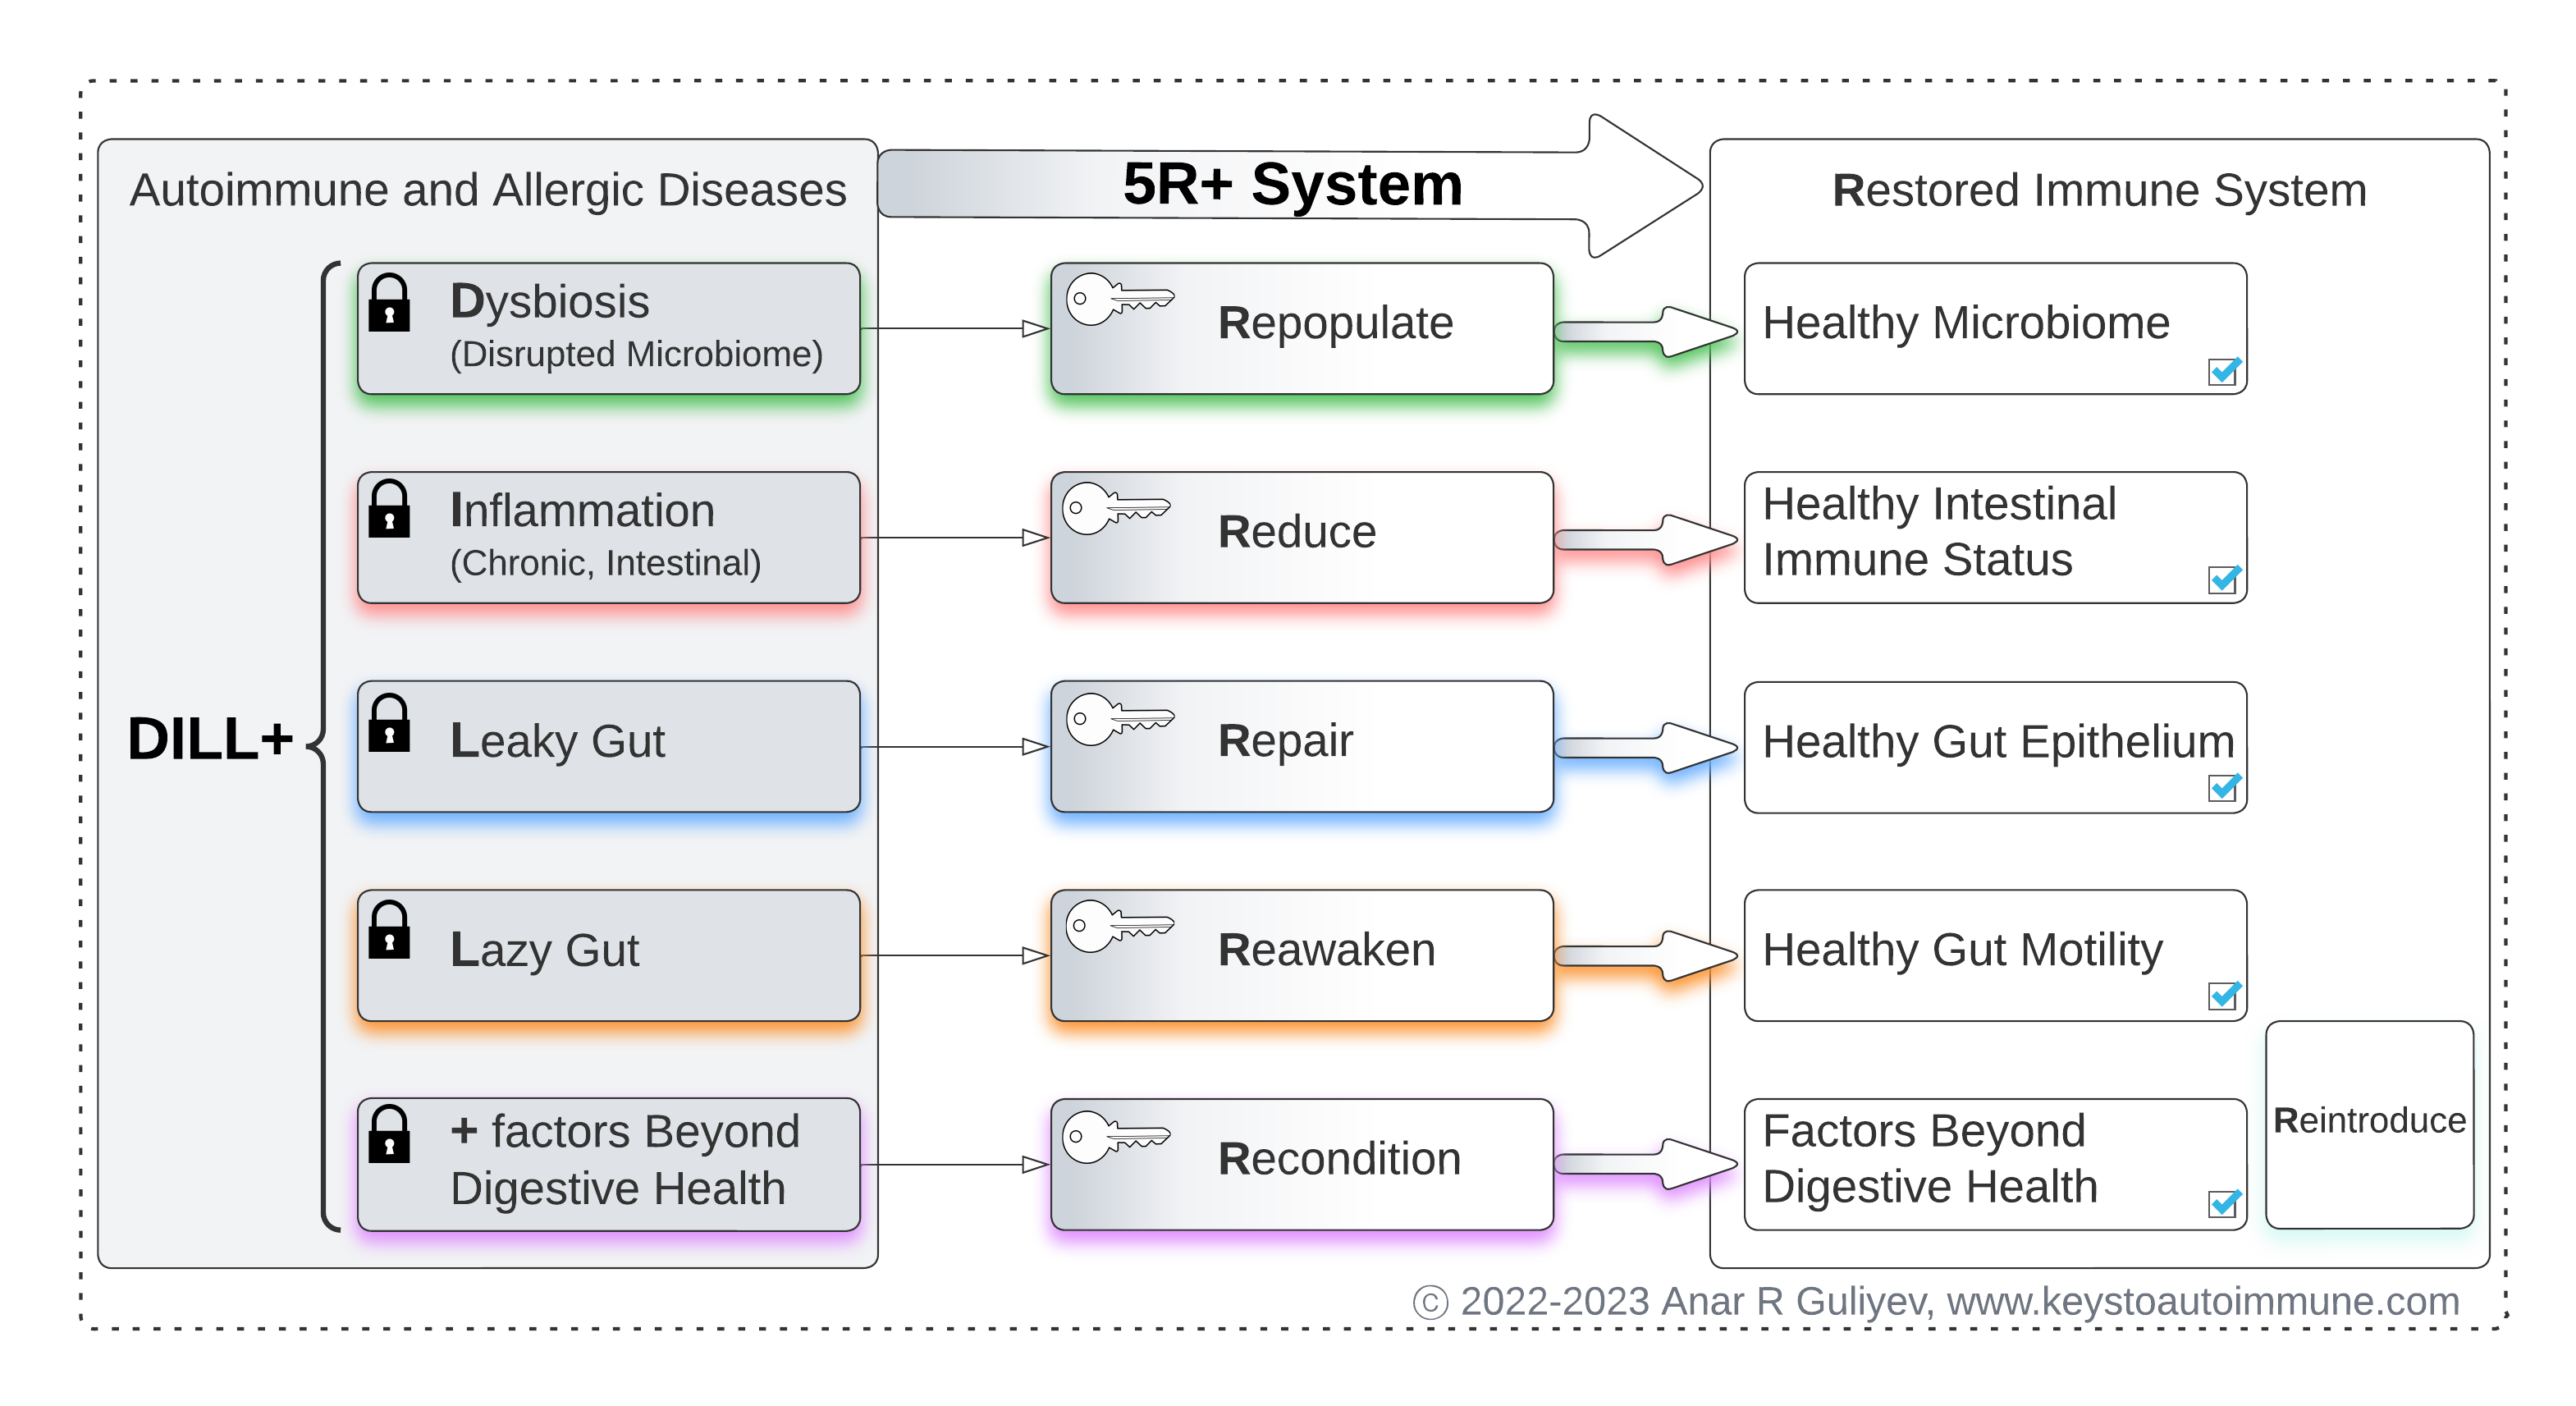 Autoimmune and Allergic Diseases
5R+ System
Restored Immune System
DILL+
Dysbiosis
(Disrupted Microbiome)
Repopulate
Healthy Microbiome
Inflammation
(Chronic, Intestinal)
Reduce
Healthy Intestinal
Immune Status
Leaky Gut
Repair
Healthy Gut Epithelium
Lazy Gut
Reawaken
Healthy Gut Motility
+ factors Beyond
Digestive Health
Recondition
Factors Beyond
Digestive Health
Reintroduce
© 2022-2023 Anar R Guliyev, www.keystoautoimmune.com